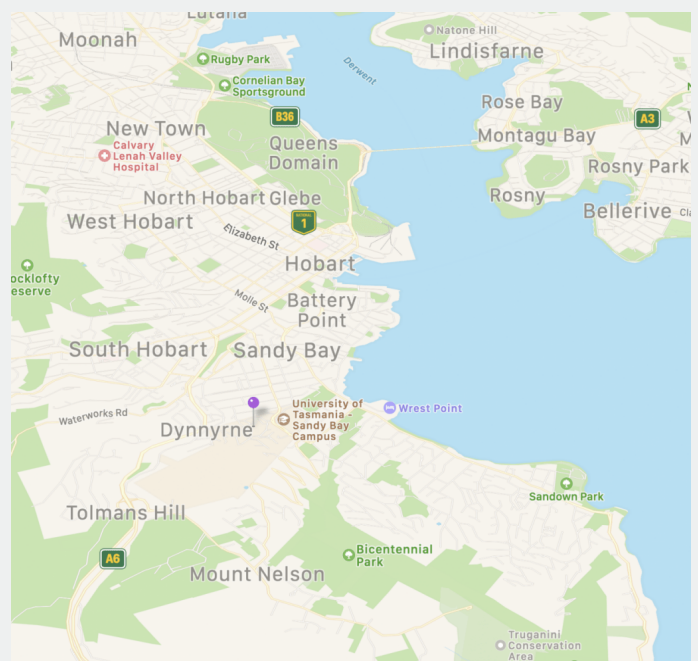 Lutana
Moonah
Natone Hill
Lindisfarne
Rugby Park
Derwent
Cornelian Bay
Sportsground
Rose Bay
B36
A3
New Town
Montagu Bay
Queens
Domain
Calvary
Lenah Valley
Hospital
Rosny Park
North Hobart
Glebe
Rosny
Bellerive
West Hobart
NATIONAL
1
Elizabeth St
Hobart
ocklofty
eserve
Molle St
Battery
Point
South Hobart
Sandy Bay
University of
Tasmania -
Sandy Bay
Campus
Wrest Point
Waterworks Rd
Dynnyrne
Sandown Park
Tolmans Hill
A6
Bicentennial
Park
Mount Nelson
Truganini
Conservation
Area